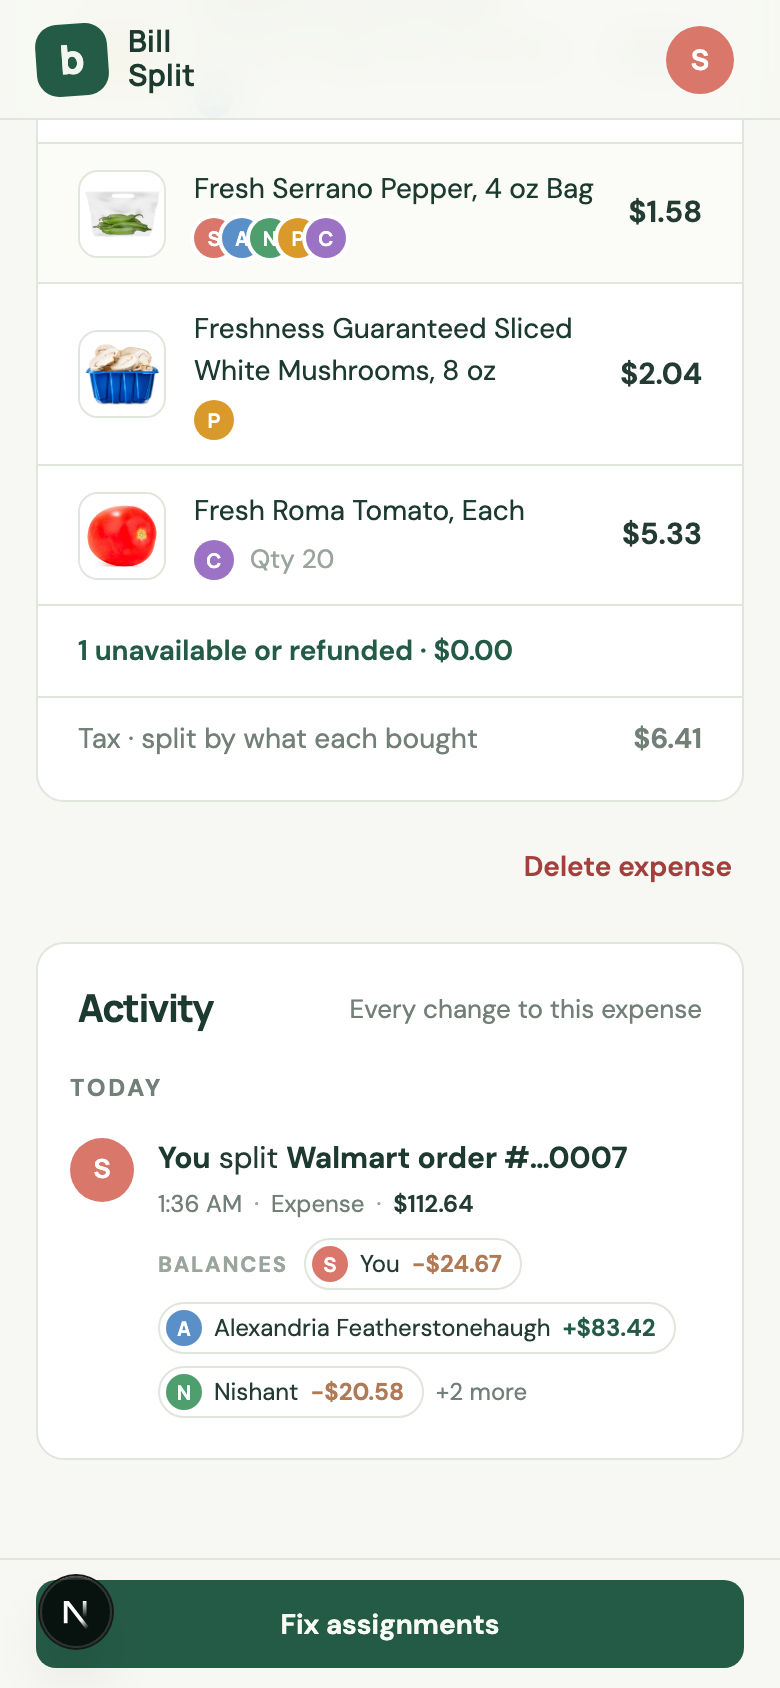 b
Bill
Split
S
Fresh Serrano Pepper, 4 oz Bag
$1.58
S A N P C
Freshness Guaranteed Sliced
White Mushrooms, 8 oz
$2.04
P
Fresh Roma Tomato, Each
$5.33
C Qty 20
1 unavailable or refunded · $0.00
Tax · split by what each bought $6.41
Delete expense
Activity Every change to this expense
TODAY
S
You split Walmart order #…0007
1:36 AM · Expense · $112.64
BALANCES S You −$24.67
A Alexandria Featherstonehaugh +$83.42
N Nishant −$20.58 +2 more
N
Fix assignments